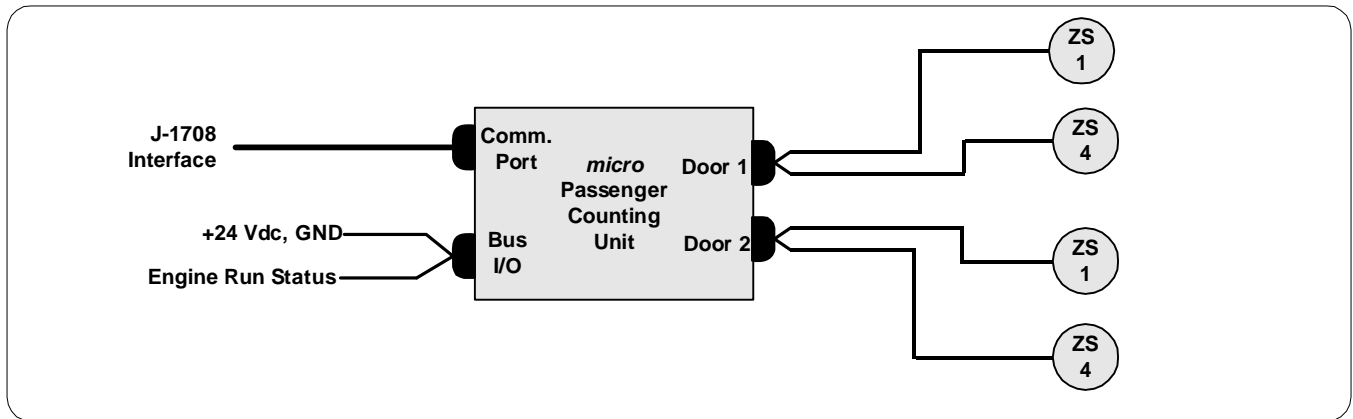 J-1708
Interface
+24 Vdc, GND
Engine Run Status
Comm.
Port
Bus
I/O
micro
Passenger
Counting
Unit
Door 1
Door 2
ZS
1
ZS
4
ZS
1
ZS
4